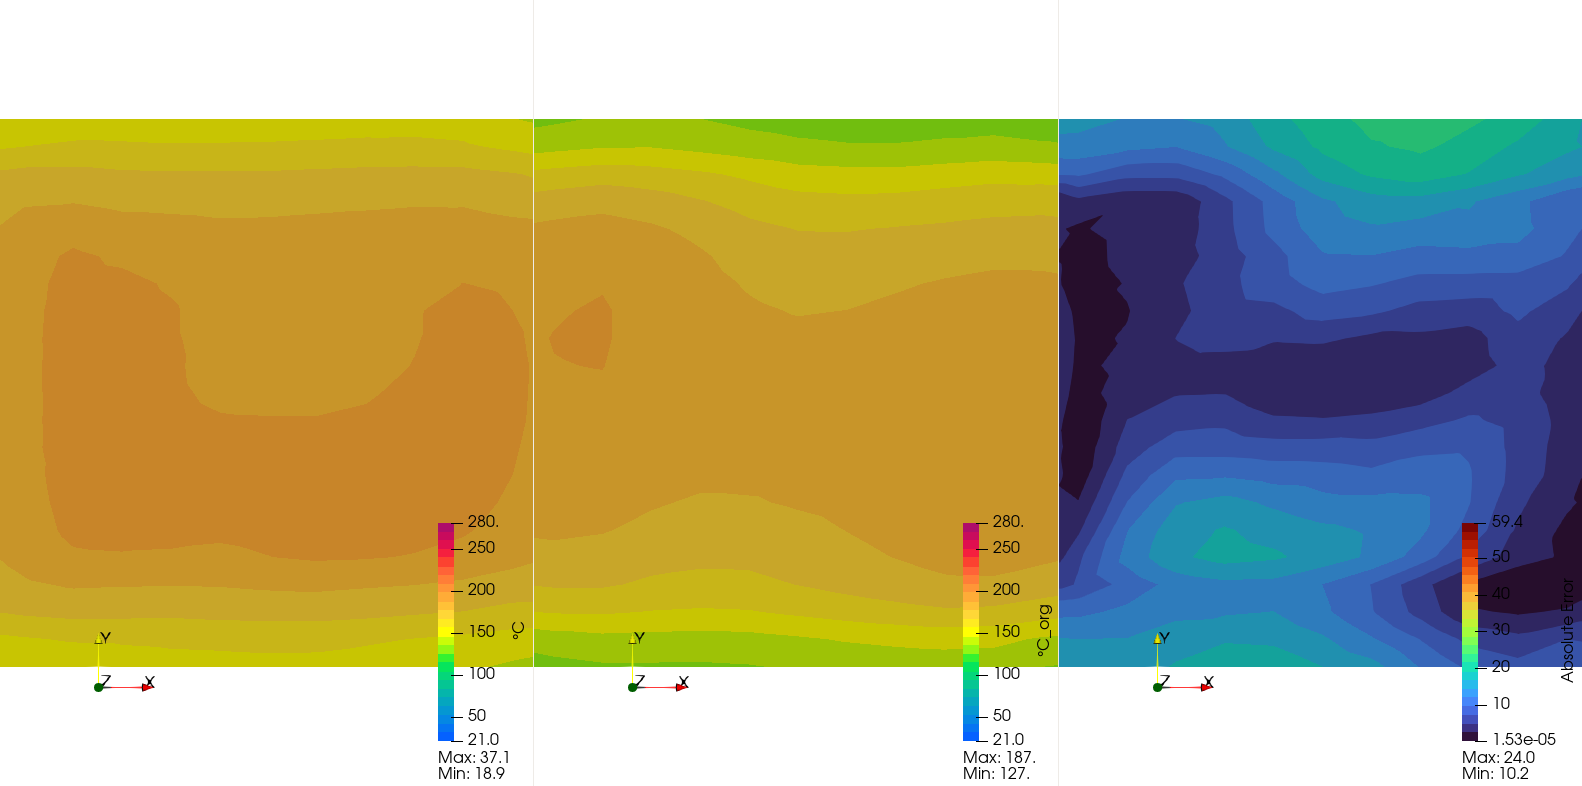 280.
250
200
150
100
50
21.0
°C
Max: 37.1
Min: 18.9
Y
Z
X
280.
250
200
150
100
50
21.0
°C_org
Max: 187.
Min: 127.
Y
Z
X
59.4
50
40
30
20
10
1.53e-05
Absolute Error
Max: 24.0
Min: 10.2
Y
Z
X